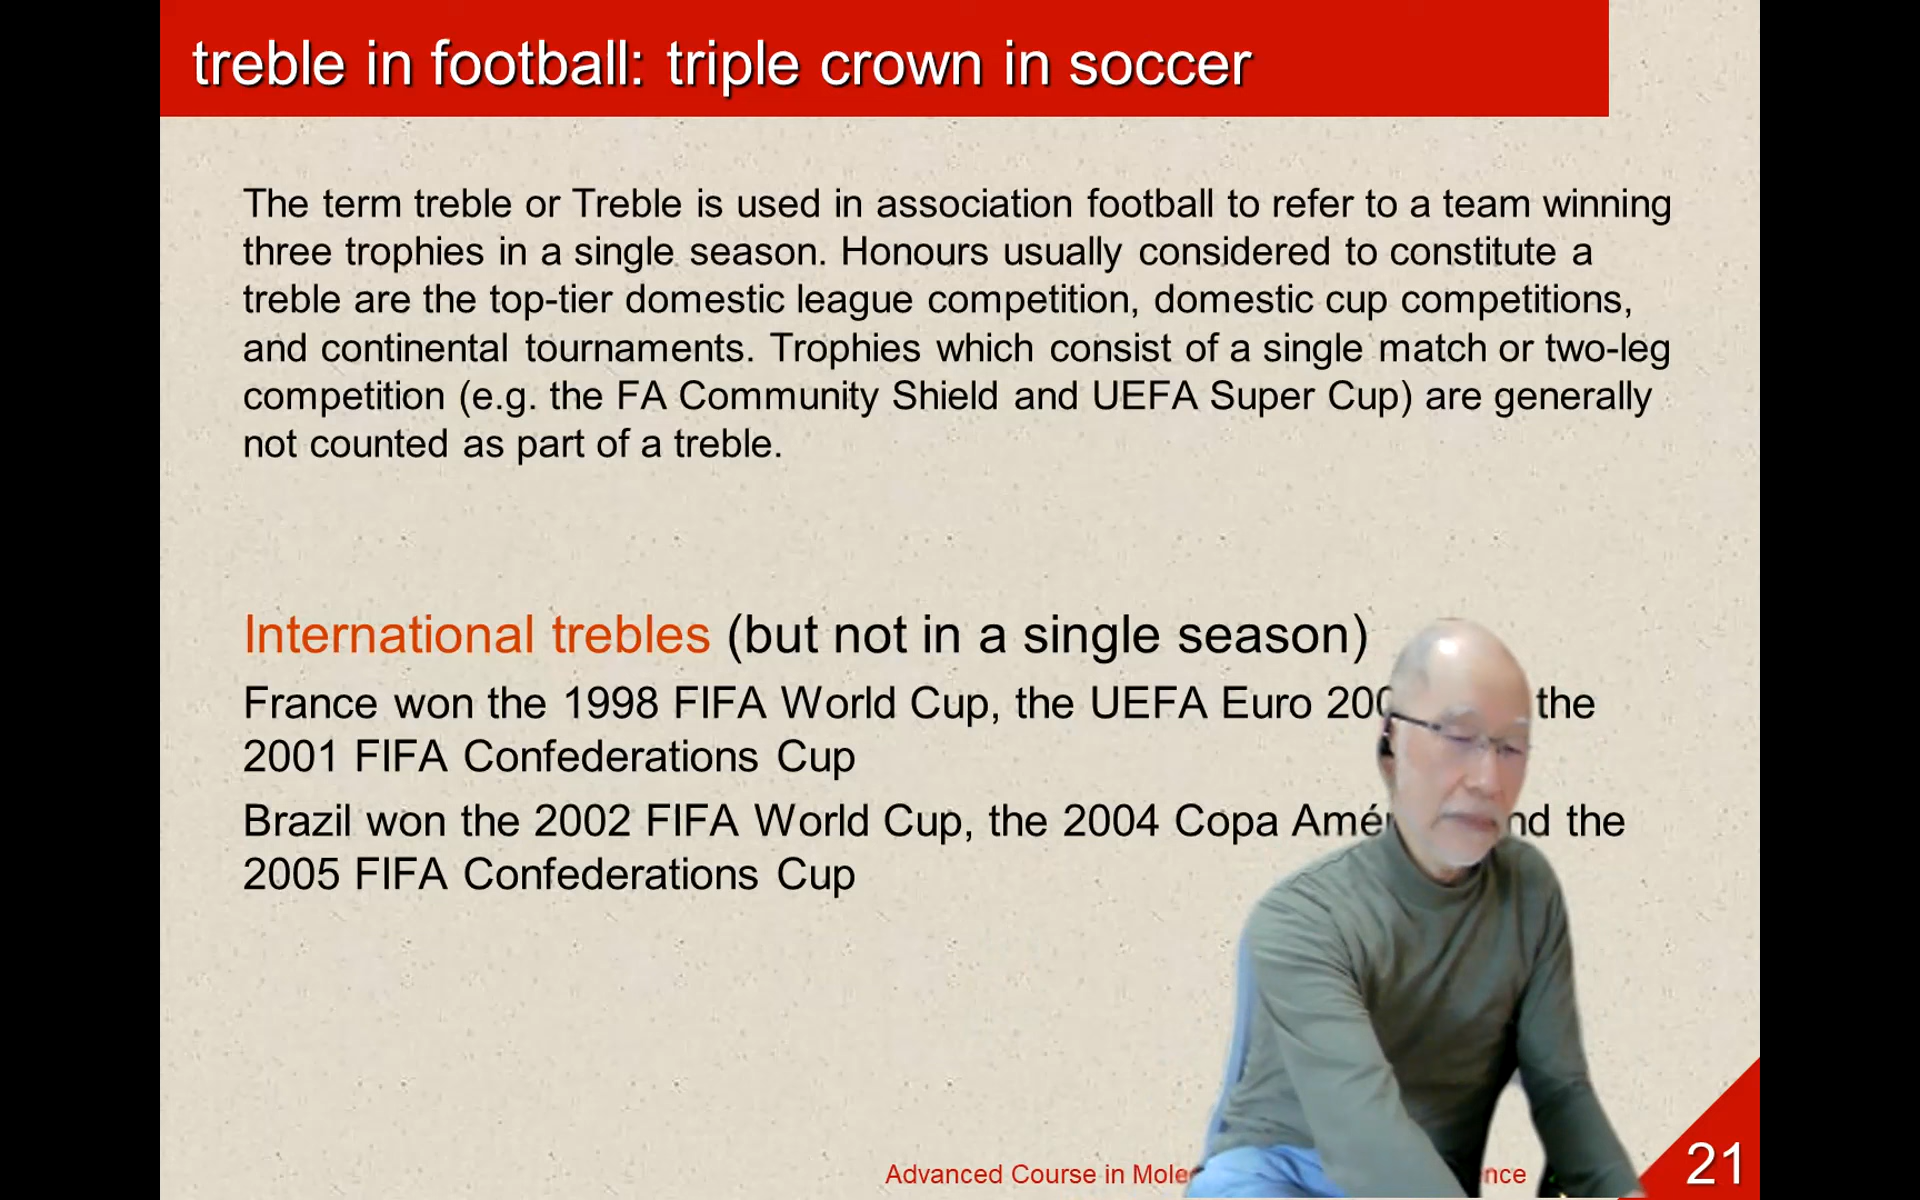 treble in football: triple crown in soccer
The term treble or Treble is used in association football to refer to a team winning
three trophies in a single season. Honours usually considered to constitute a
treble are the top-tier domestic league competition, domestic cup competitions,
and continental tournaments. Trophies which consist of a single match or two-leg
competition (e.g. the FA Community Shield and UEFA Super Cup) are generally
not counted as part of a treble.
International trebles (but not in a single season)
France won the 1998 FIFA World Cup, the UEFA Euro the
2001 FIFA Confederations Cup
Brazil won the 2002 FIFA World Cup, the 2004 Copa the
2005 FIFA Confederations Cup
Advanced Course in
21